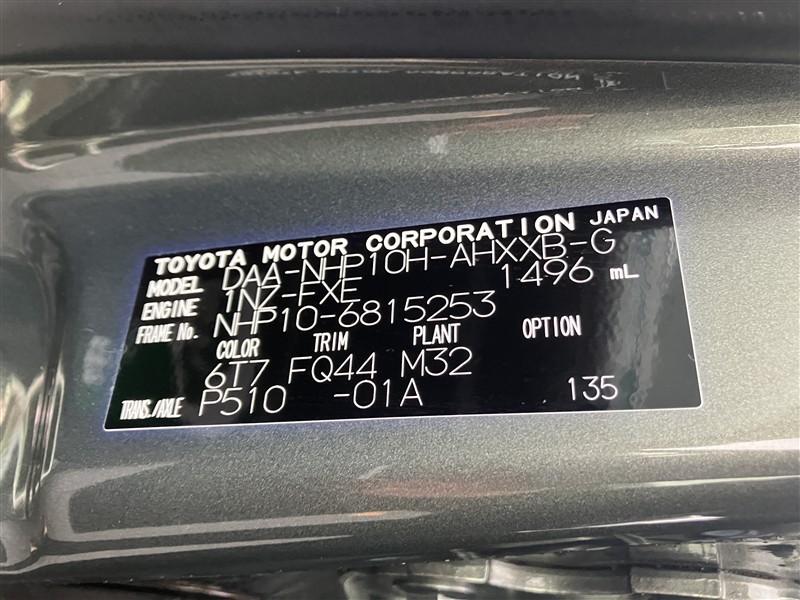 TOYOTA MOTOR CORPORATION JAPAN
MODEL DAA-NHP10H-AHXXB-G
ENGINE 1NZ-FXE 1496 mL
FRAME No. NHP10-6815253
COLOR TRIM PLANT OPTION
6T7 FQ44 M32
TRANS./AXLE P510 -01A 135